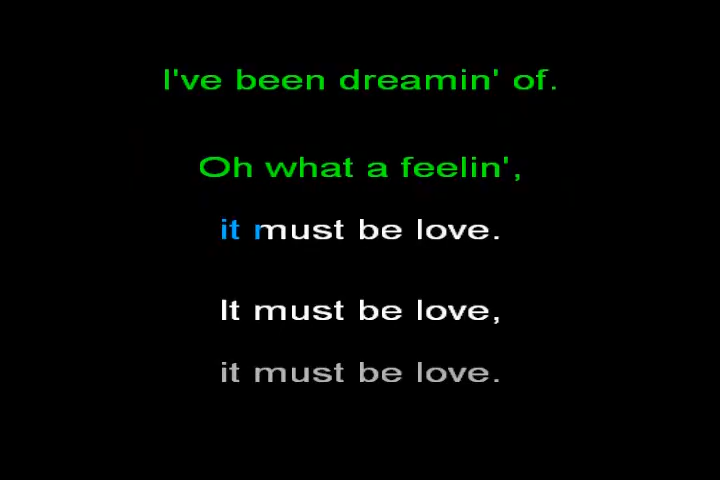 I've been dreamin' of.
Oh what a feelin',
it must be love.
It must be love,
it must be love.